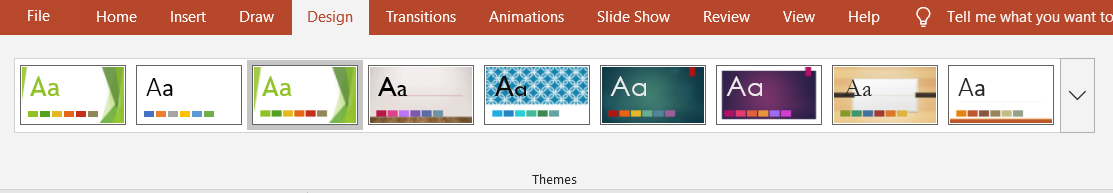 File Home Insert Draw Design Transitions Animations Slide Show Review View Help Tell me what you want to
Aa Aa Aa Aa Aa Aa Aa Aa Aa
Themes